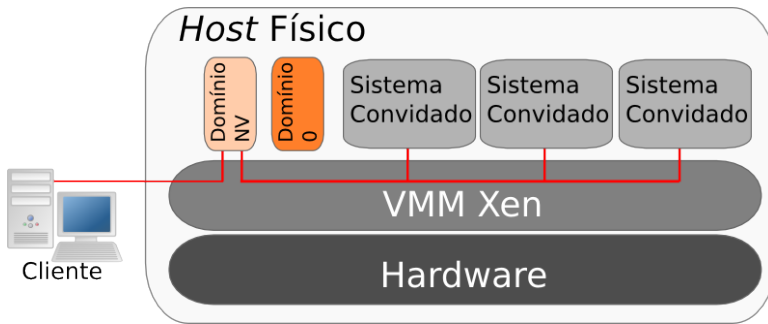 Host Físico
Domínio
NV
Domínio
0
Sistema
Convidado
Sistema
Convidado
Sistema
Convidado
VMM Xen
Cliente
Hardware